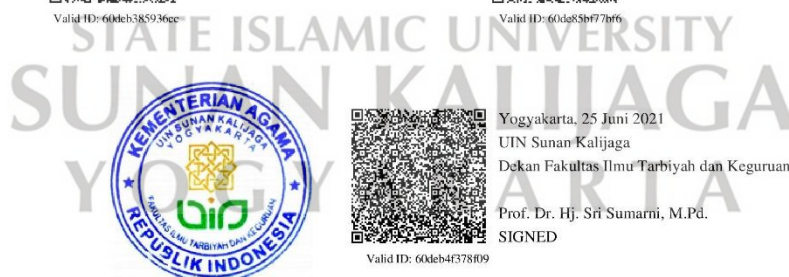 Valid ID: 60deb385936cc
Valid ID: 60de85bf77bf6
STATE ISLAMIC UNIVERSITY
SUNAN KALIJAGA
YOGYAKARTA
KEMENTERIAN AGAMA
UIN SUNAN KALIJAGA
YOGYAKARTA
uin
FAKULTAS ILMU TARBIYAH DAN KEGURUAN
REPUBLIK INDONESIA
Valid ID: 60deb4f378f09
Yogyakarta, 25 Juni 2021
UIN Sunan Kalijaga
Dekan Fakultas Ilmu Tarbiyah dan Keguruan
Prof. Dr. Hj. Sri Sumarni, M.Pd.
SIGNED